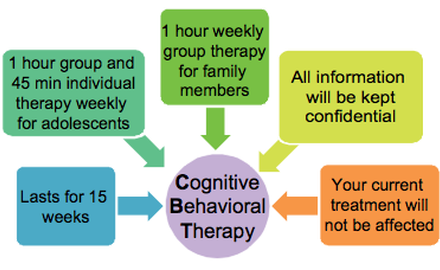 1 hour group and
45 min individual
therapy weekly
for adolescents
1 hour weekly
group therapy
for family
members
All information
will be kept
confidential
Lasts for 15
weeks
Cognitive
Behavioral
Therapy
Your current
treatment will
not be affected